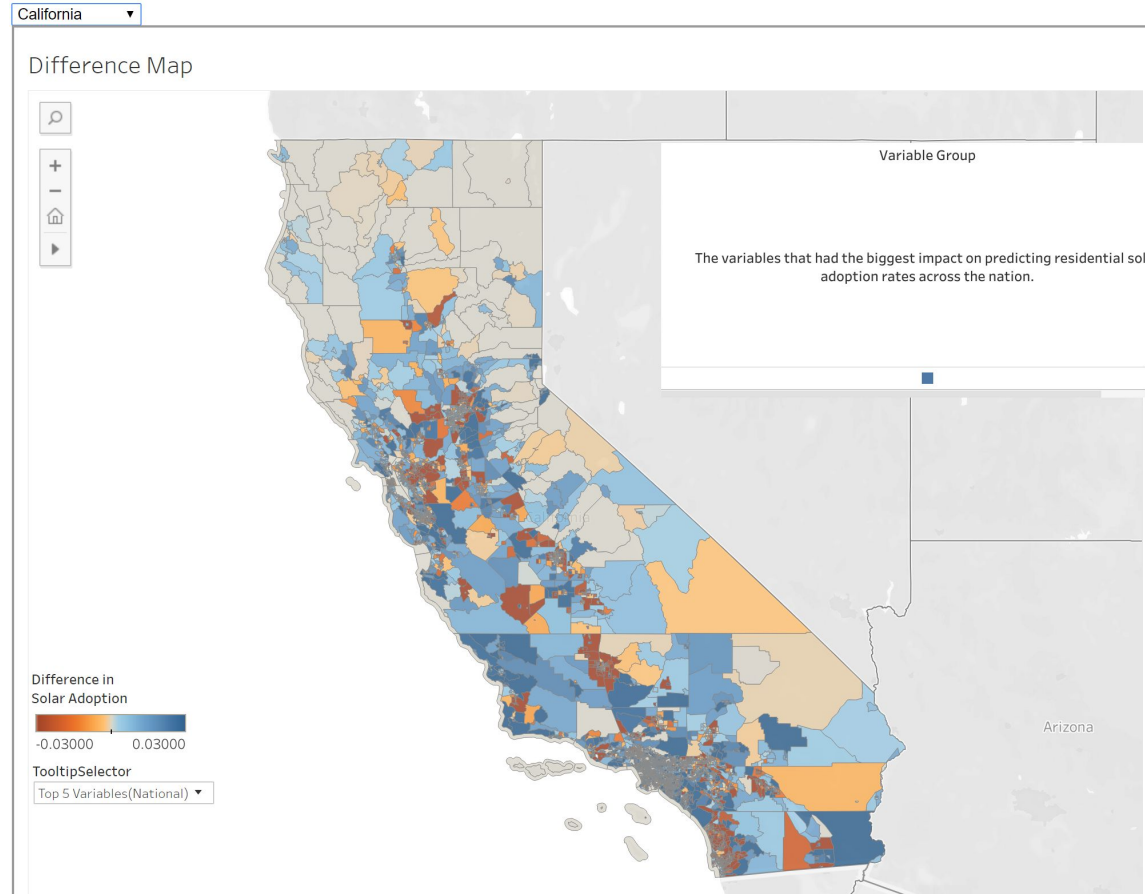 California
Difference Map
Variable Group
The variables that had the biggest impact on predicting residential sol
adoption rates across the nation.
Difference in
Solar Adoption
-0.03000 0.03000
TooltipSelector
Top 5 Variables(National)
Arizona